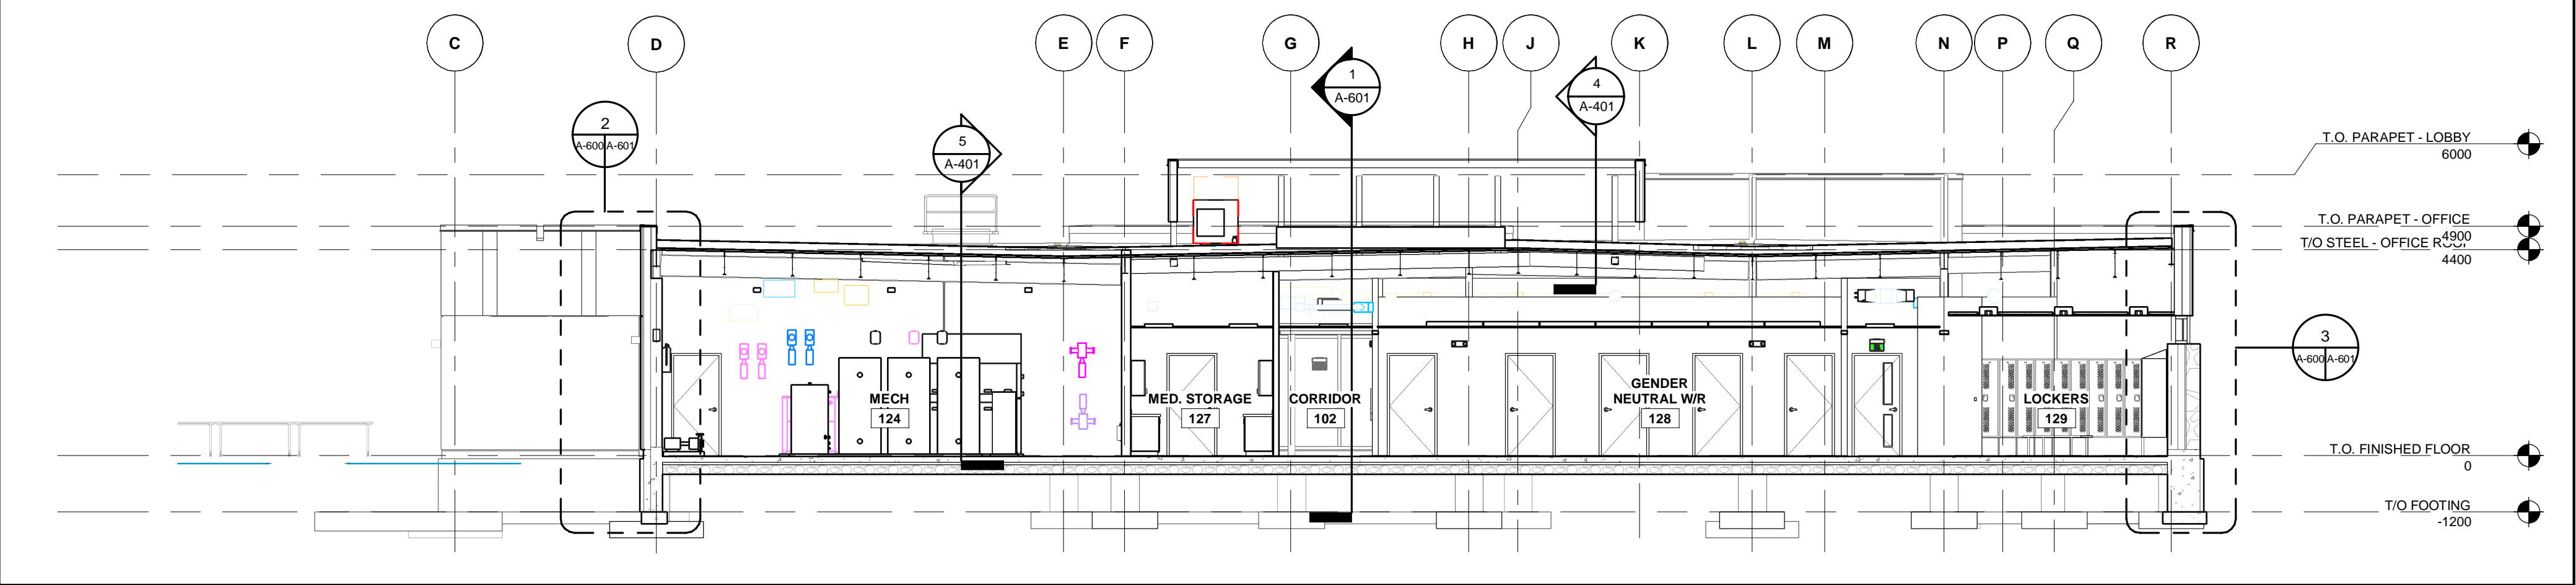 C
D
E
F
G
H
J
K
L
M
N
P
Q
R
1
A-601
4
A-401
2
A-600
A-601
5
A-401
T.O. PARAPET - LOBBY
6000
T.O. PARAPET - OFFICE
4900
T/O STEEL - OFFICE ROOF
4400
3
A-600
A-601
MECH
124
MED. STORAGE
127
CORRIDOR
102
GENDER
NEUTRAL W/R
128
LOCKERS
129
T.O. FINISHED FLOOR
0
T/O FOOTING
-1200